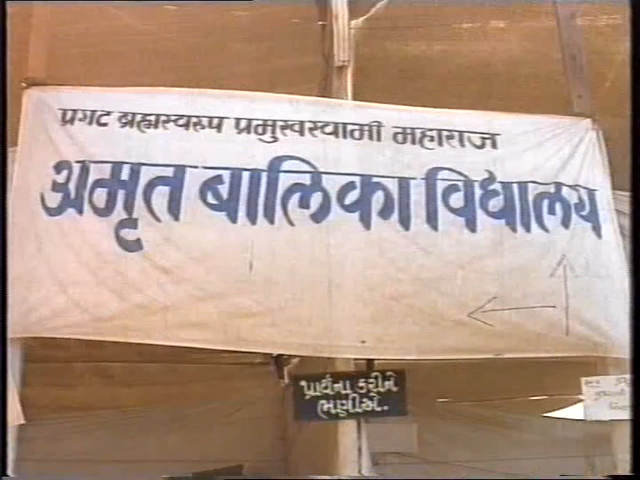 प्रगट ब्रह्मस्वरुप प्रमुखस्वामी महाराज
अमृत बालिका विद्यालय
પ્રાર્થના કરીને
ભણીએ.